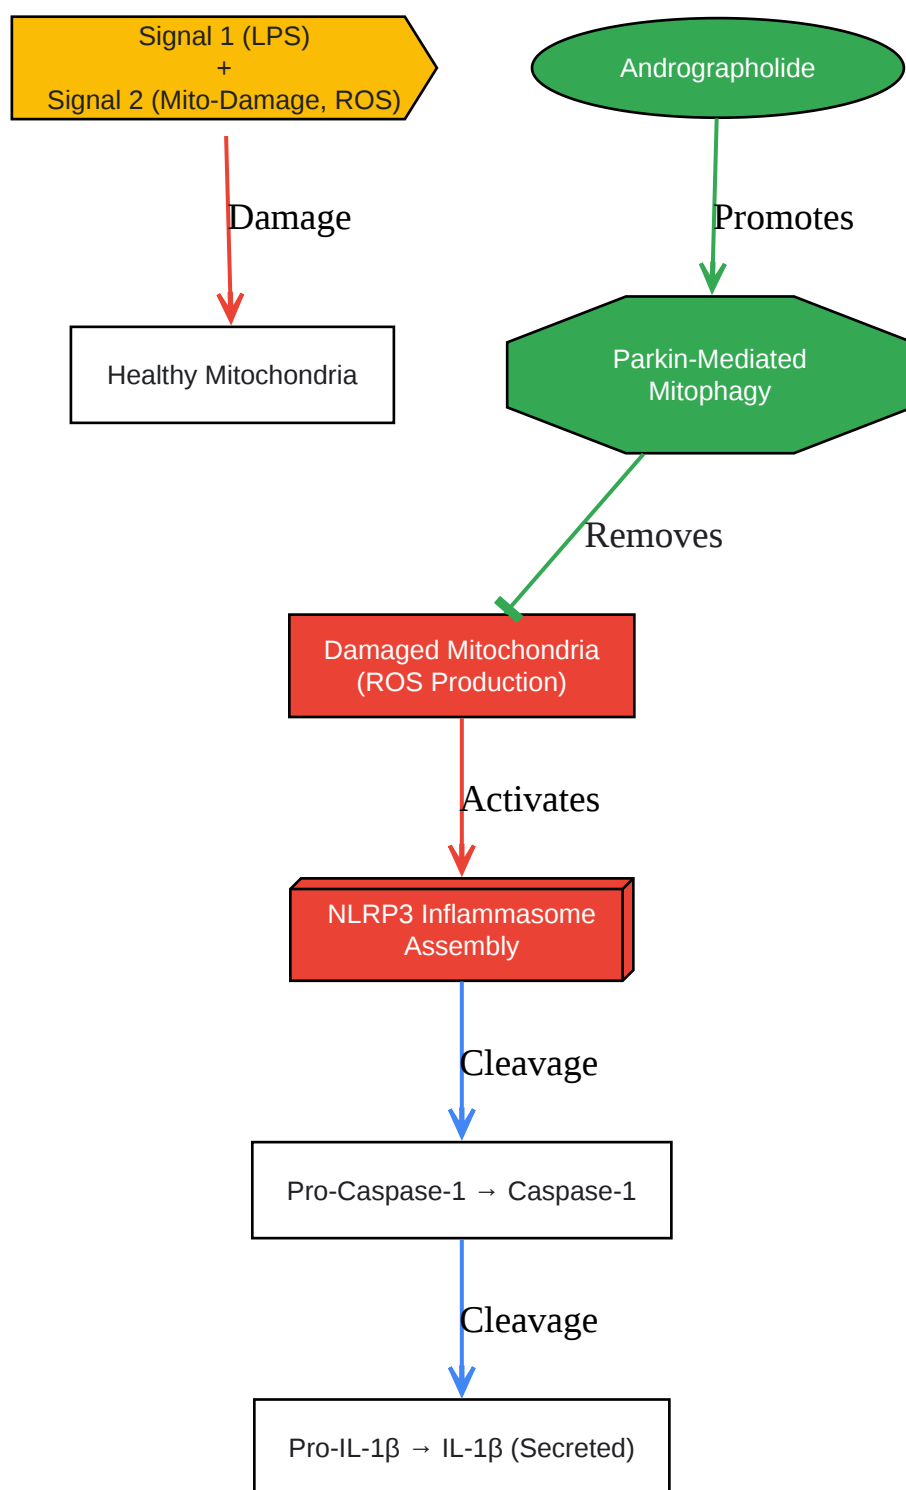 Signal 1 (LPS)
+
Signal 2 (Mito-Damage, ROS)
Andrographolide
Damage
Promotes
Healthy Mitochondria
Parkin-Mediated
Mitophagy
Removes
Damaged Mitochondria
(ROS Production)
Activates
NLRP3 Inflammasome
Assembly
Cleavage
Pro-Caspase-1 → Caspase-1
Cleavage
Pro-IL-1β → IL-1β (Secreted)